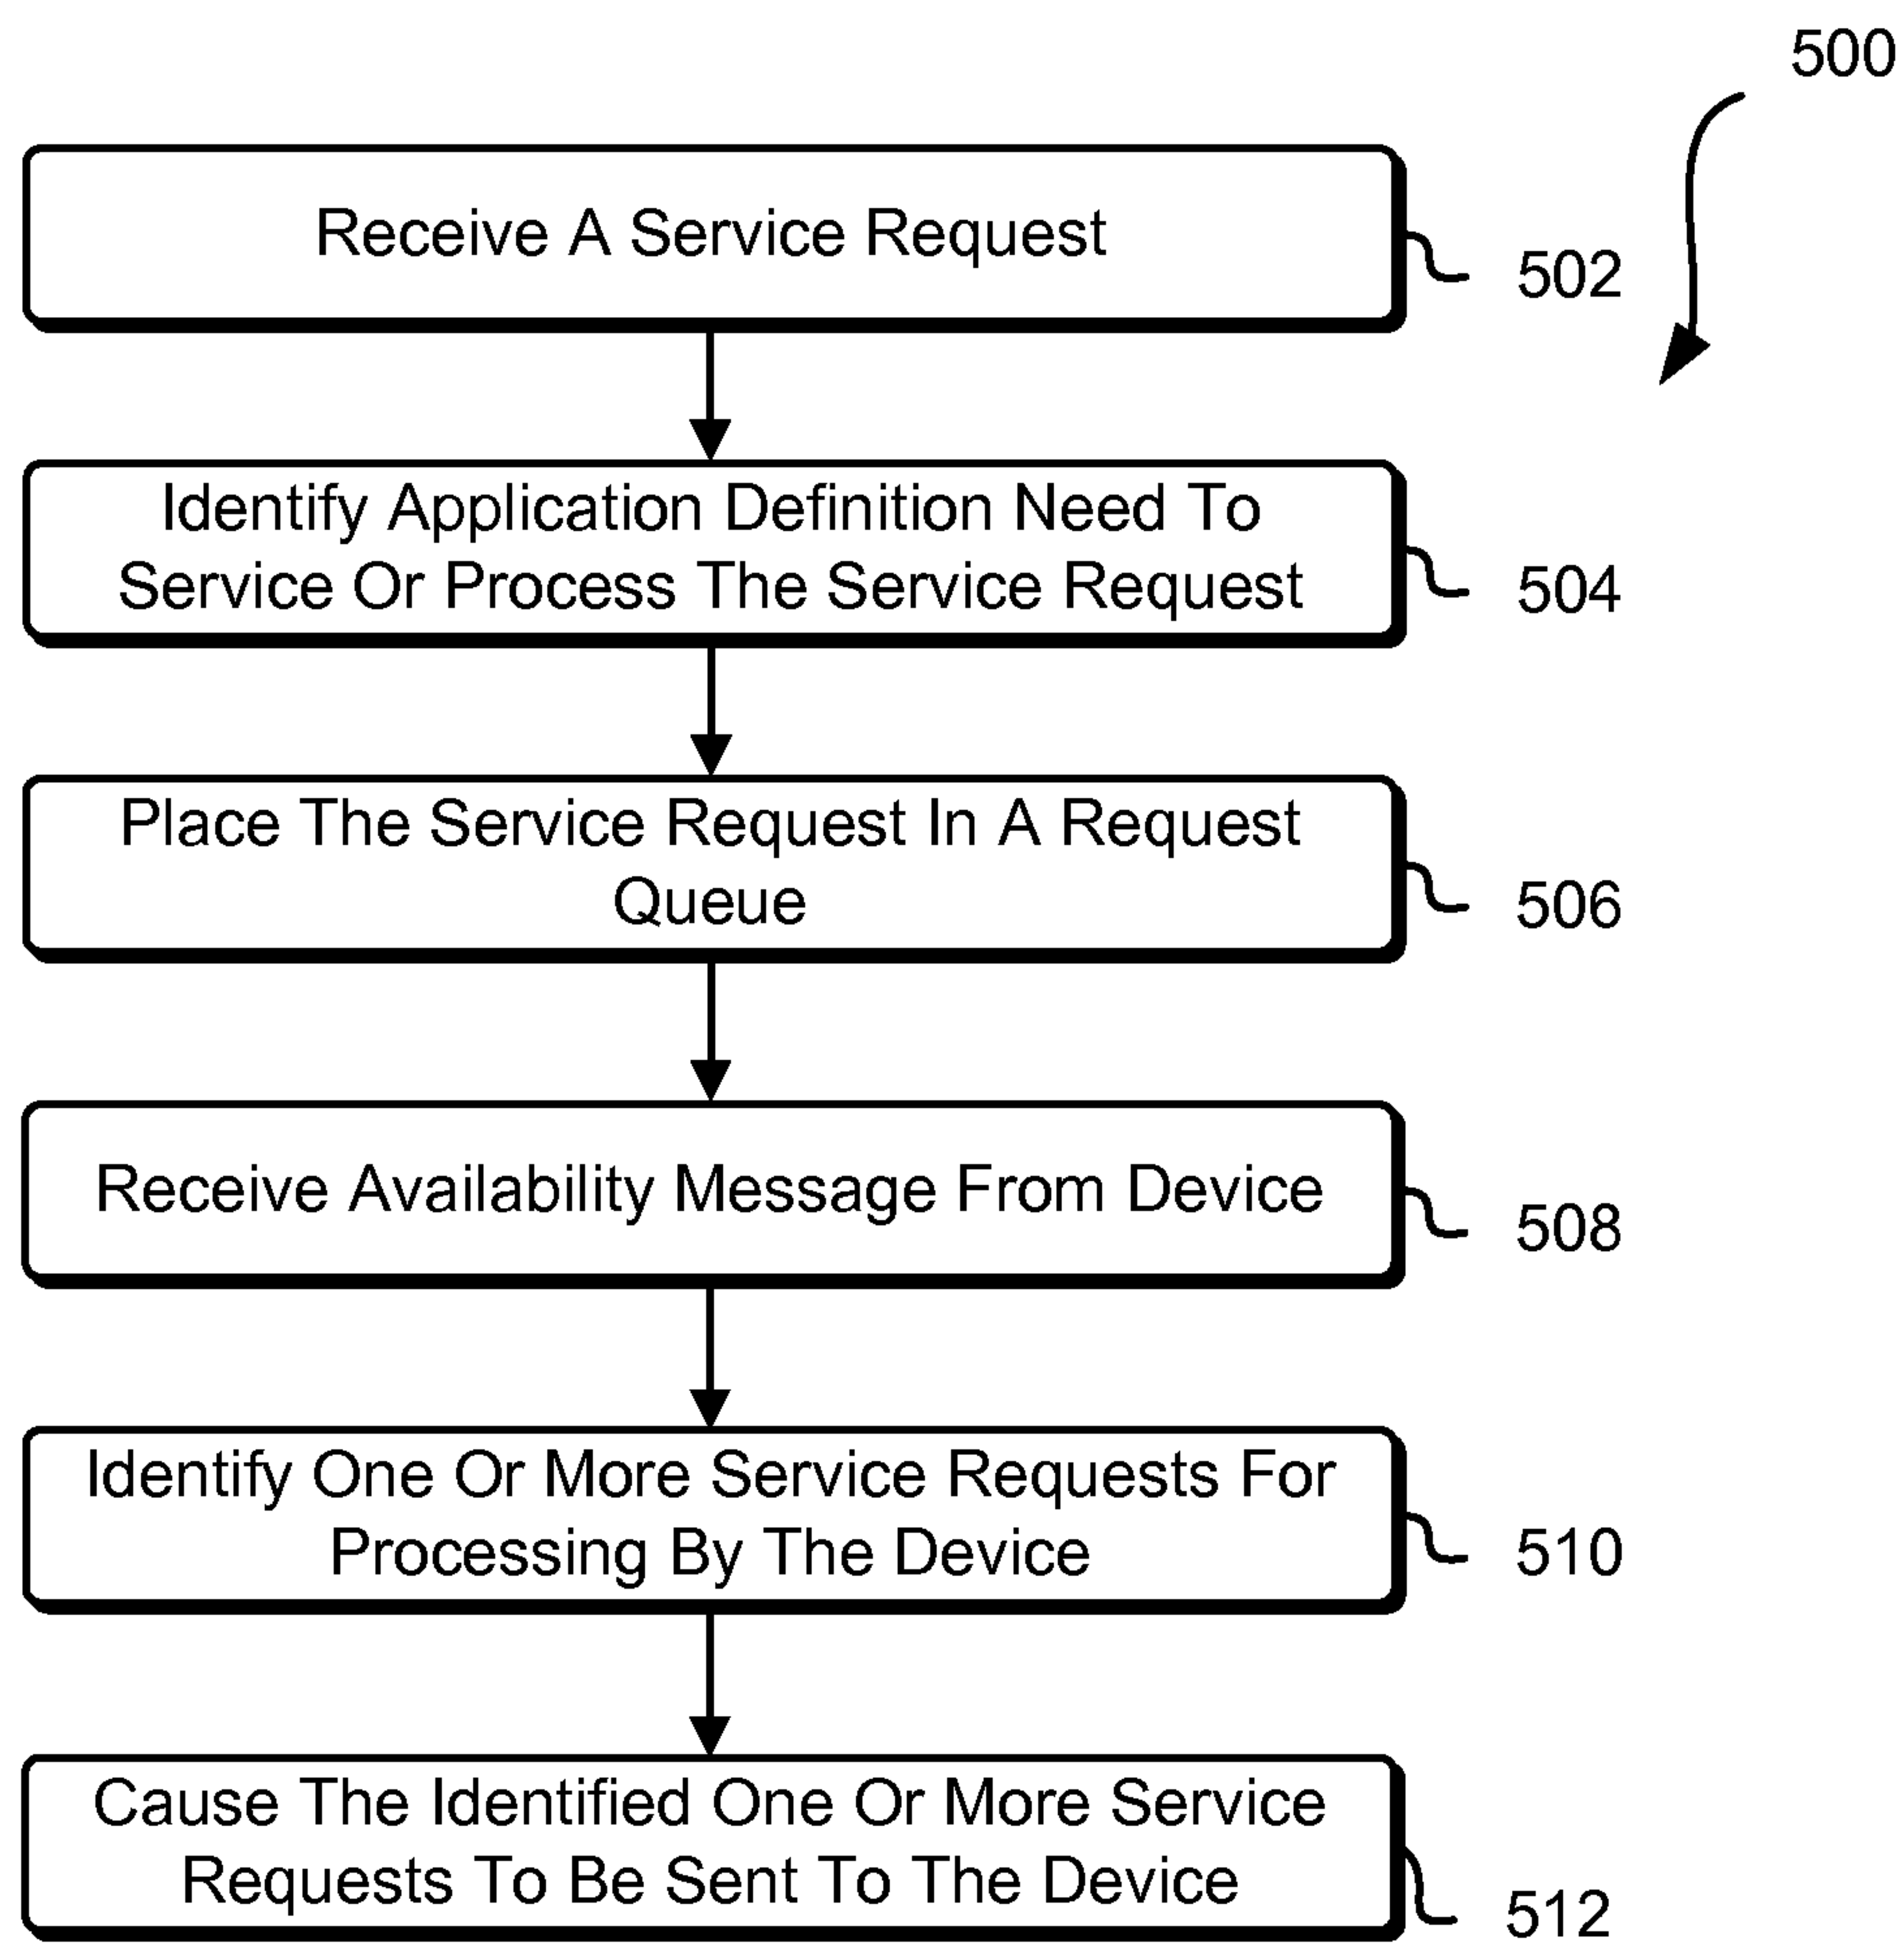 500
Receive A Service Request
502
Identify Application Definition Need To
Service Or Process The Service Request
504
Place The Service Request In A Request
Queue
506
Receive Availability Message From Device
508
Identify One Or More Service Requests For
Processing By The Device
510
Cause The Identified One Or More Service
Requests To Be Sent To The Device
512